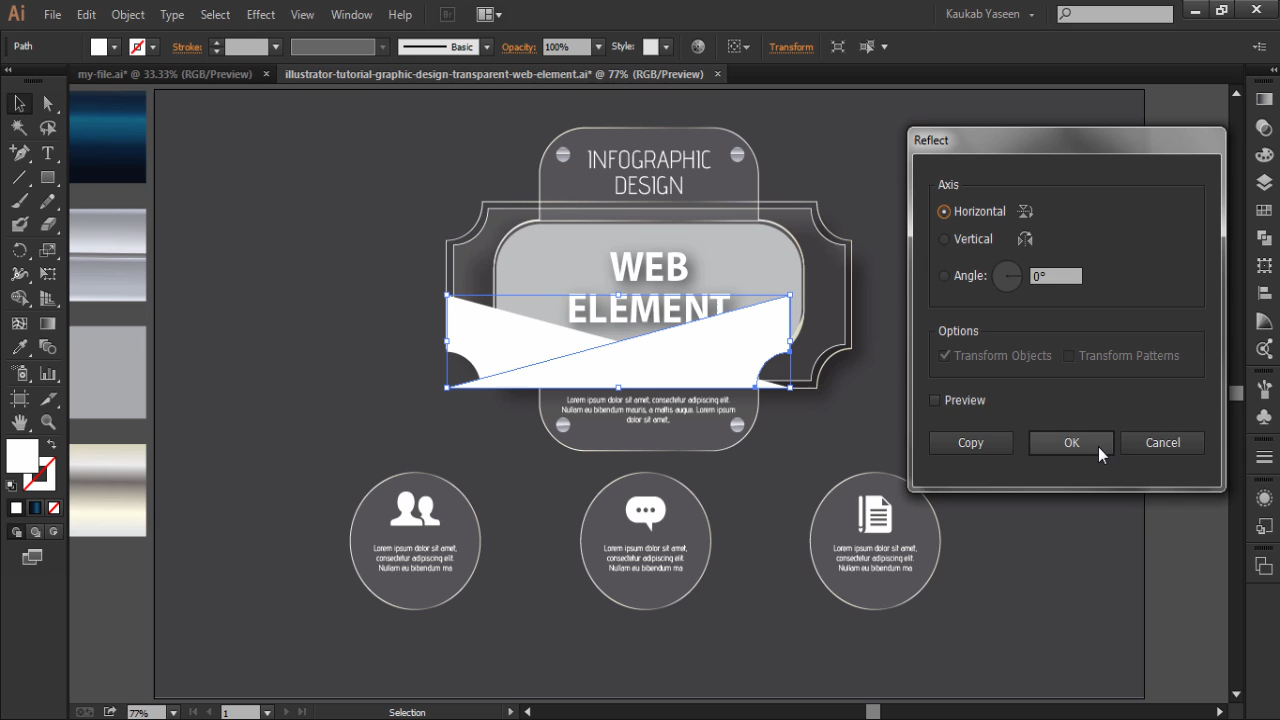 Ai File Edit Object Type Select Effect View Window Help Br Kaukab Yaseen
Path Stroke: Basic Opacity: 100% Style: Transform
my-file.ai* @ 33.33% (RGB/Preview) × illustrator-tutorial-graphic-design-transparent-web-element.ai* @ 77% (RGB/Preview) ×
INFOGRAPHIC
DESIGN
WEB
ELEMENT
Lorem ipsum dolor sit amet, consectetur adipiscing elit.
Nullam eu bibendum mauris, a mattis augue. Lorem ipsum
dolor sit amet,
Lorem ipsum dolor sit amet,
consectetur adipiscing elit.
Nullam eu bibendum ma
Lorem ipsum dolor sit amet,
consectetur adipiscing elit.
Nullam eu bibendum ma
Lorem ipsum dolor sit amet,
consectetur adipiscing elit.
Nullam eu bibendum ma
Reflect
Axis
Horizontal
Vertical
Angle: 0°
Options
Transform Objects Transform Patterns
Preview
Copy OK Cancel
77% 1 Selection